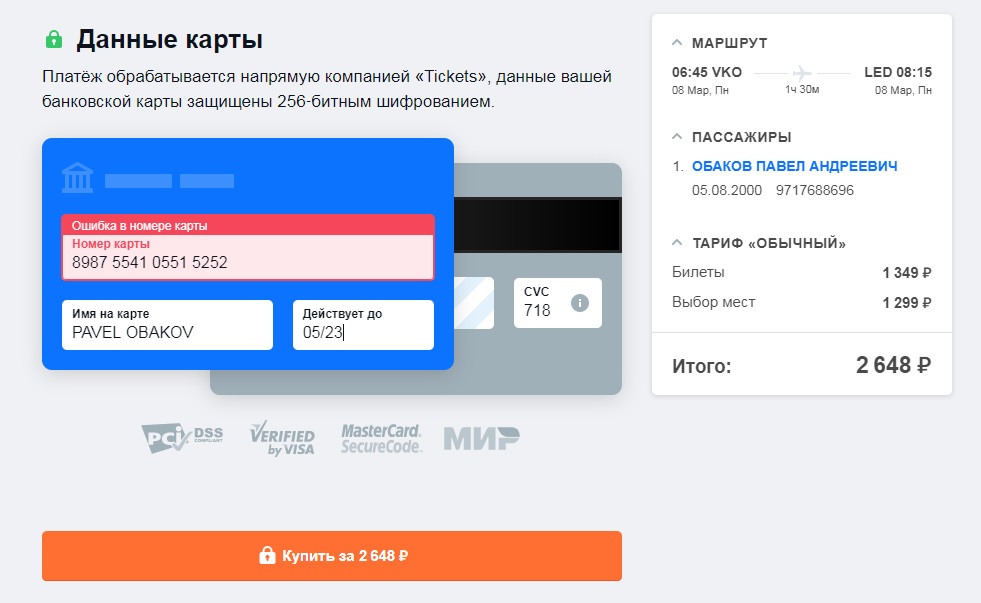 Данные карты
Платёж обрабатывается напрямую компанией «Tickets», данные вашей
банковской карты защищены 256-битным шифрованием.
Ошибка в номере карты
Номер карты
8987 5541 0551 5252
Имя на карте
PAVEL OBAKOV
Действует до
05/23
CVC
718
i
PCI DSS
COMPLIANT
VERIFIED
by VISA
MasterCard.
SecureCode.
МИР
Купить за 2 648 ₽
МАРШРУТ
06:45 VKO LED 08:15
08 Мар, Пн 1ч 30м 08 Мар, Пн
ПАССАЖИРЫ
1. ОБАКОВ ПАВЕЛ АНДРЕЕВИЧ
05.08.2000 9717688696
ТАРИФ «ОБЫЧНЫЙ»
Билеты 1 349 ₽
Выбор мест 1 299 ₽
Итого: 2 648 ₽